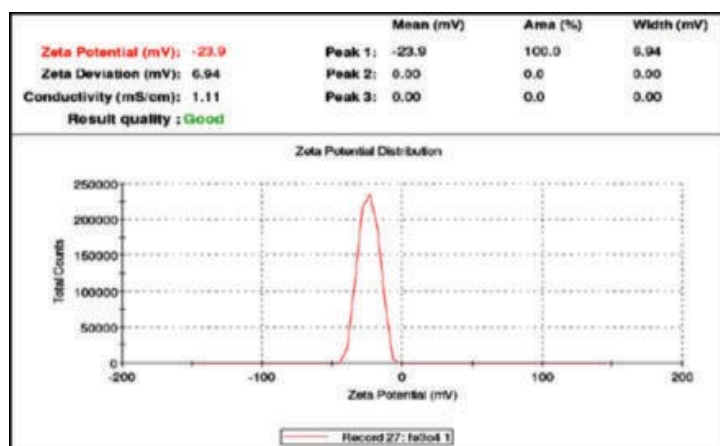 Mean (mV) Area (%) Width (mV)
Zeta Potential (mV): -23.9 Peak 1: -23.9 100.0 6.94
Zeta Deviation (mV): 6.94 Peak 2: 0.00 0.0 0.00
Conductivity (mS/cm): 1.11 Peak 3: 0.00 0.0 0.00
Result quality : Good
Zeta Potential Distribution
250000
200000
150000
100000
50000
0
Total Counts
-200 -100 0 100 200
Zeta Potential (mV)
Record 27: fe3o4 1